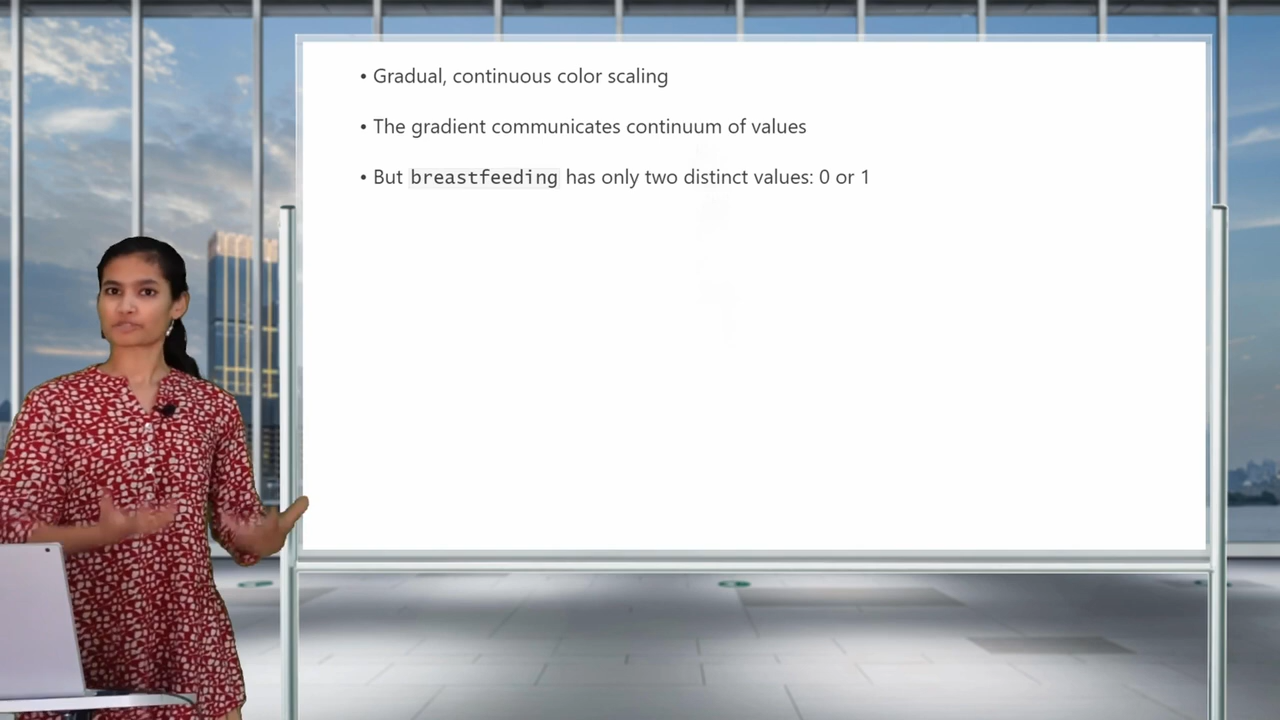 • Gradual, continuous color scaling
• The gradient communicates continuum of values
• But breastfeeding has only two distinct values: 0 or 1